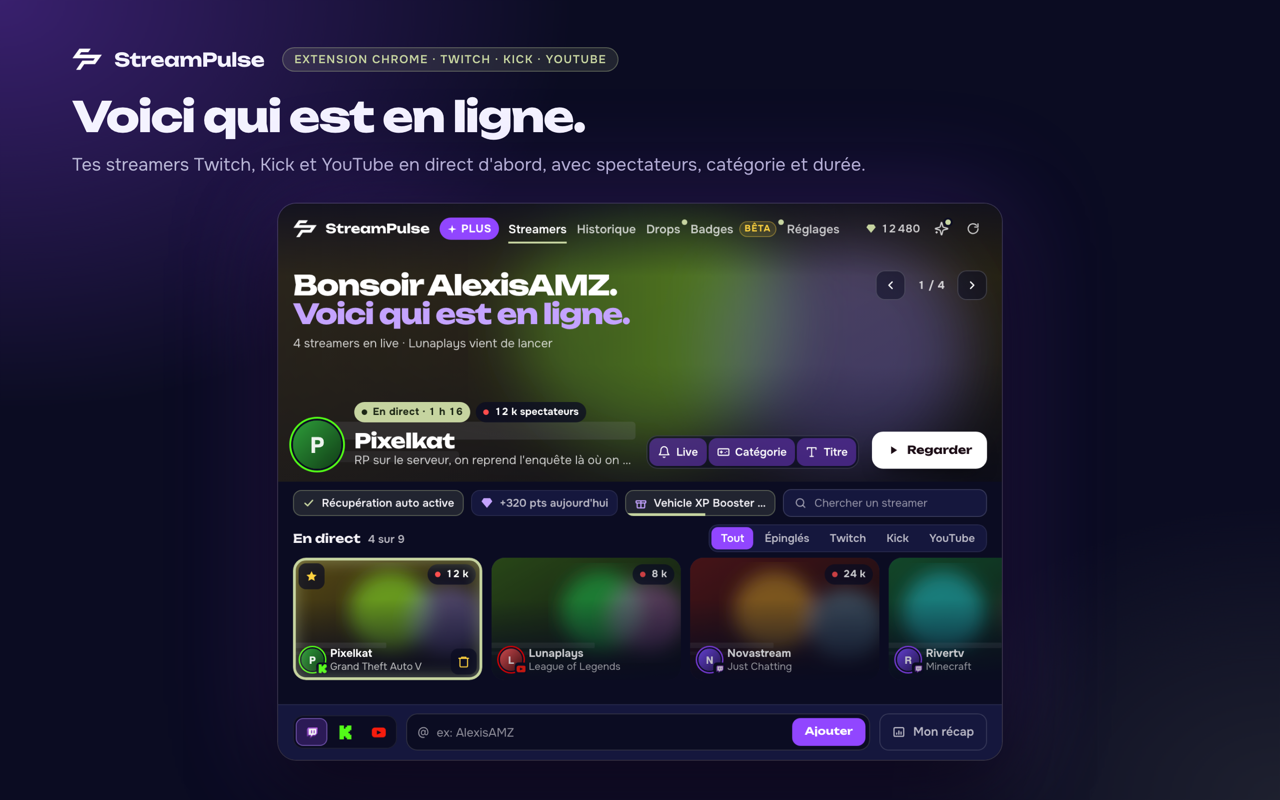 StreamPulse
EXTENSION CHROME · TWITCH · KICK · YOUTUBE
Voici qui est en ligne.
Tes streamers Twitch, Kick et YouTube en direct d'abord, avec spectateurs, catégorie et durée.
StreamPulse
PLUS
Streamers
Historique
Drops
Badges
BÊTA
Réglages
12 480
Bonsoir AlexisAMZ.
Voici qui est en ligne.
1 / 4
4 streamers en live · Lunaplays vient de lancer
En direct · 1 h 16
12 k spectateurs
P
Pixelkat
RP sur le serveur, on reprend l'enquête là où on ...
Live
Catégorie
Titre
Regarder
Récupération auto active
+320 pts aujourd'hui
Vehicle XP Booster ...
Chercher un streamer
En direct
4 sur 9
Tout
Épinglés
Twitch
Kick
YouTube
12 k
P
Pixelkat
Grand Theft Auto V
8 k
L
Lunaplays
League of Legends
24 k
N
Novastream
Just Chatting
R
Rivertv
Minecraft
@ ex: AlexisAMZ
Ajouter
Mon récap